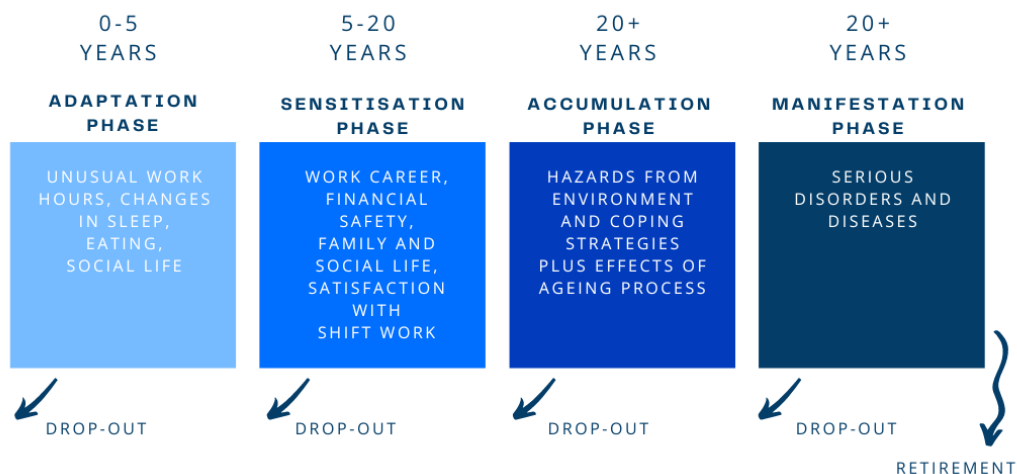 0-5
YEARS
ADAPTATION
PHASE
UNUSUAL WORK
HOURS, CHANGES
IN SLEEP,
EATING,
SOCIAL LIFE
DROP-OUT
5-20
YEARS
SENSITISATION
PHASE
WORK CAREER,
FINANCIAL
SAFETY,
FAMILY AND
SOCIAL LIFE,
SATISFACTION
WITH
SHIFT WORK
DROP-OUT
20+
YEARS
ACCUMULATION
PHASE
HAZARDS FROM
ENVIRONMENT
AND COPING
STRATEGIES
PLUS EFFECTS OF
AGEING PROCESS
DROP-OUT
20+
YEARS
MANIFESTATION
PHASE
SERIOUS
DISORDERS AND
DISEASES
DROP-OUT
RETIREMENT